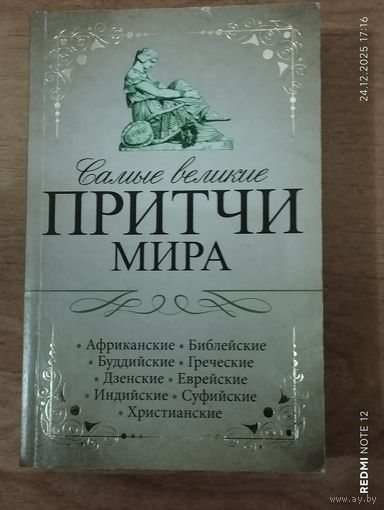 Самые великие
ПРИТЧИ
МИРА
• Африканские • Библейские
• Буддийские • Греческие
• Дзенские • Еврейские
• Индийские • Суфийские
• Христианские
24.12.2025 17:16
REDMI NOTE 12
www.ay.by